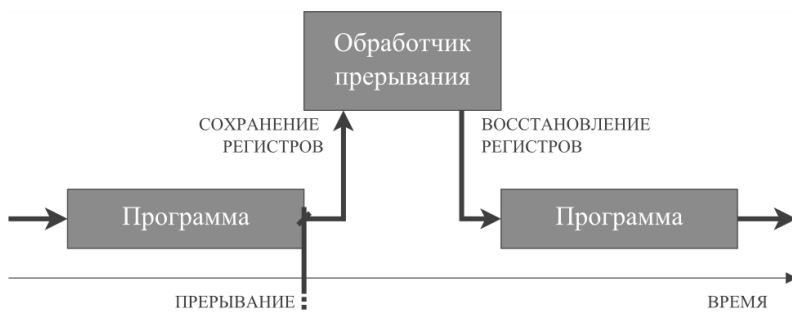 Обработчик
прерывания
СОХРАНЕНИЕ
РЕГИСТРОВ
ВОССТАНОВЛЕНИЕ
РЕГИСТРОВ
Программа
Программа
ПРЕРЫВАНИЕ
ВРЕМЯ